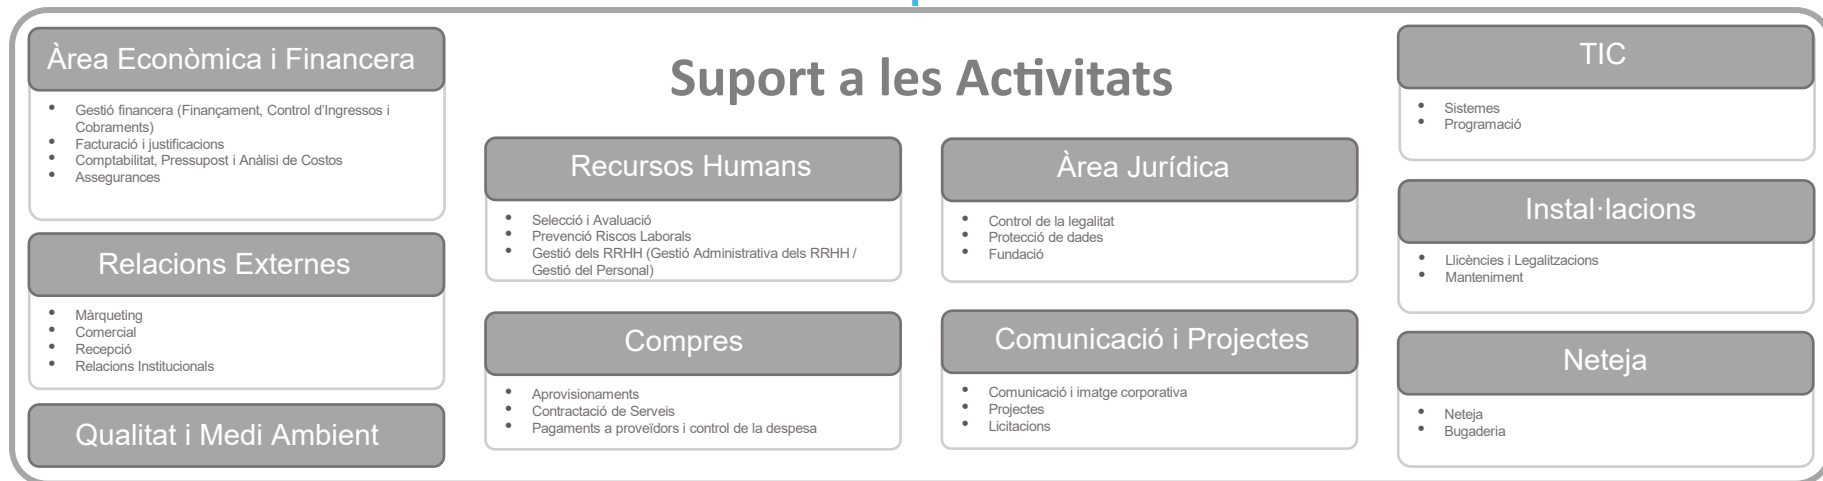 Suport a les Activitats
Àrea Econòmica i Financera
• Gestió financera (Finançament, Control d'Ingressos i
Cobraments)
• Facturació i justificacions
• Comptabilitat, Pressupost i Anàlisi de Costos
• Assegurances
Relacions Externes
• Màrqueting
• Comercial
• Recepció
• Relacions Institucionals
Qualitat i Medi Ambient
Recursos Humans
• Selecció i Avaluació
• Prevenció Riscos Laborals
• Gestió dels RRHH (Gestió Administrativa dels RRHH /
Gestió del Personal)
Compres
• Aprovisionaments
• Contractació de Serveis
• Pagaments a proveïdors i control de la despesa
Àrea Jurídica
• Control de la legalitat
• Protecció de dades
• Fundació
Comunicació i Projectes
• Comunicació i imatge corporativa
• Projectes
• Licitacions
TIC
• Sistemes
• Programació
Instal·lacions
• Llicències i Legalitzacions
• Manteniment
Neteja
• Neteja
• Bugaderia